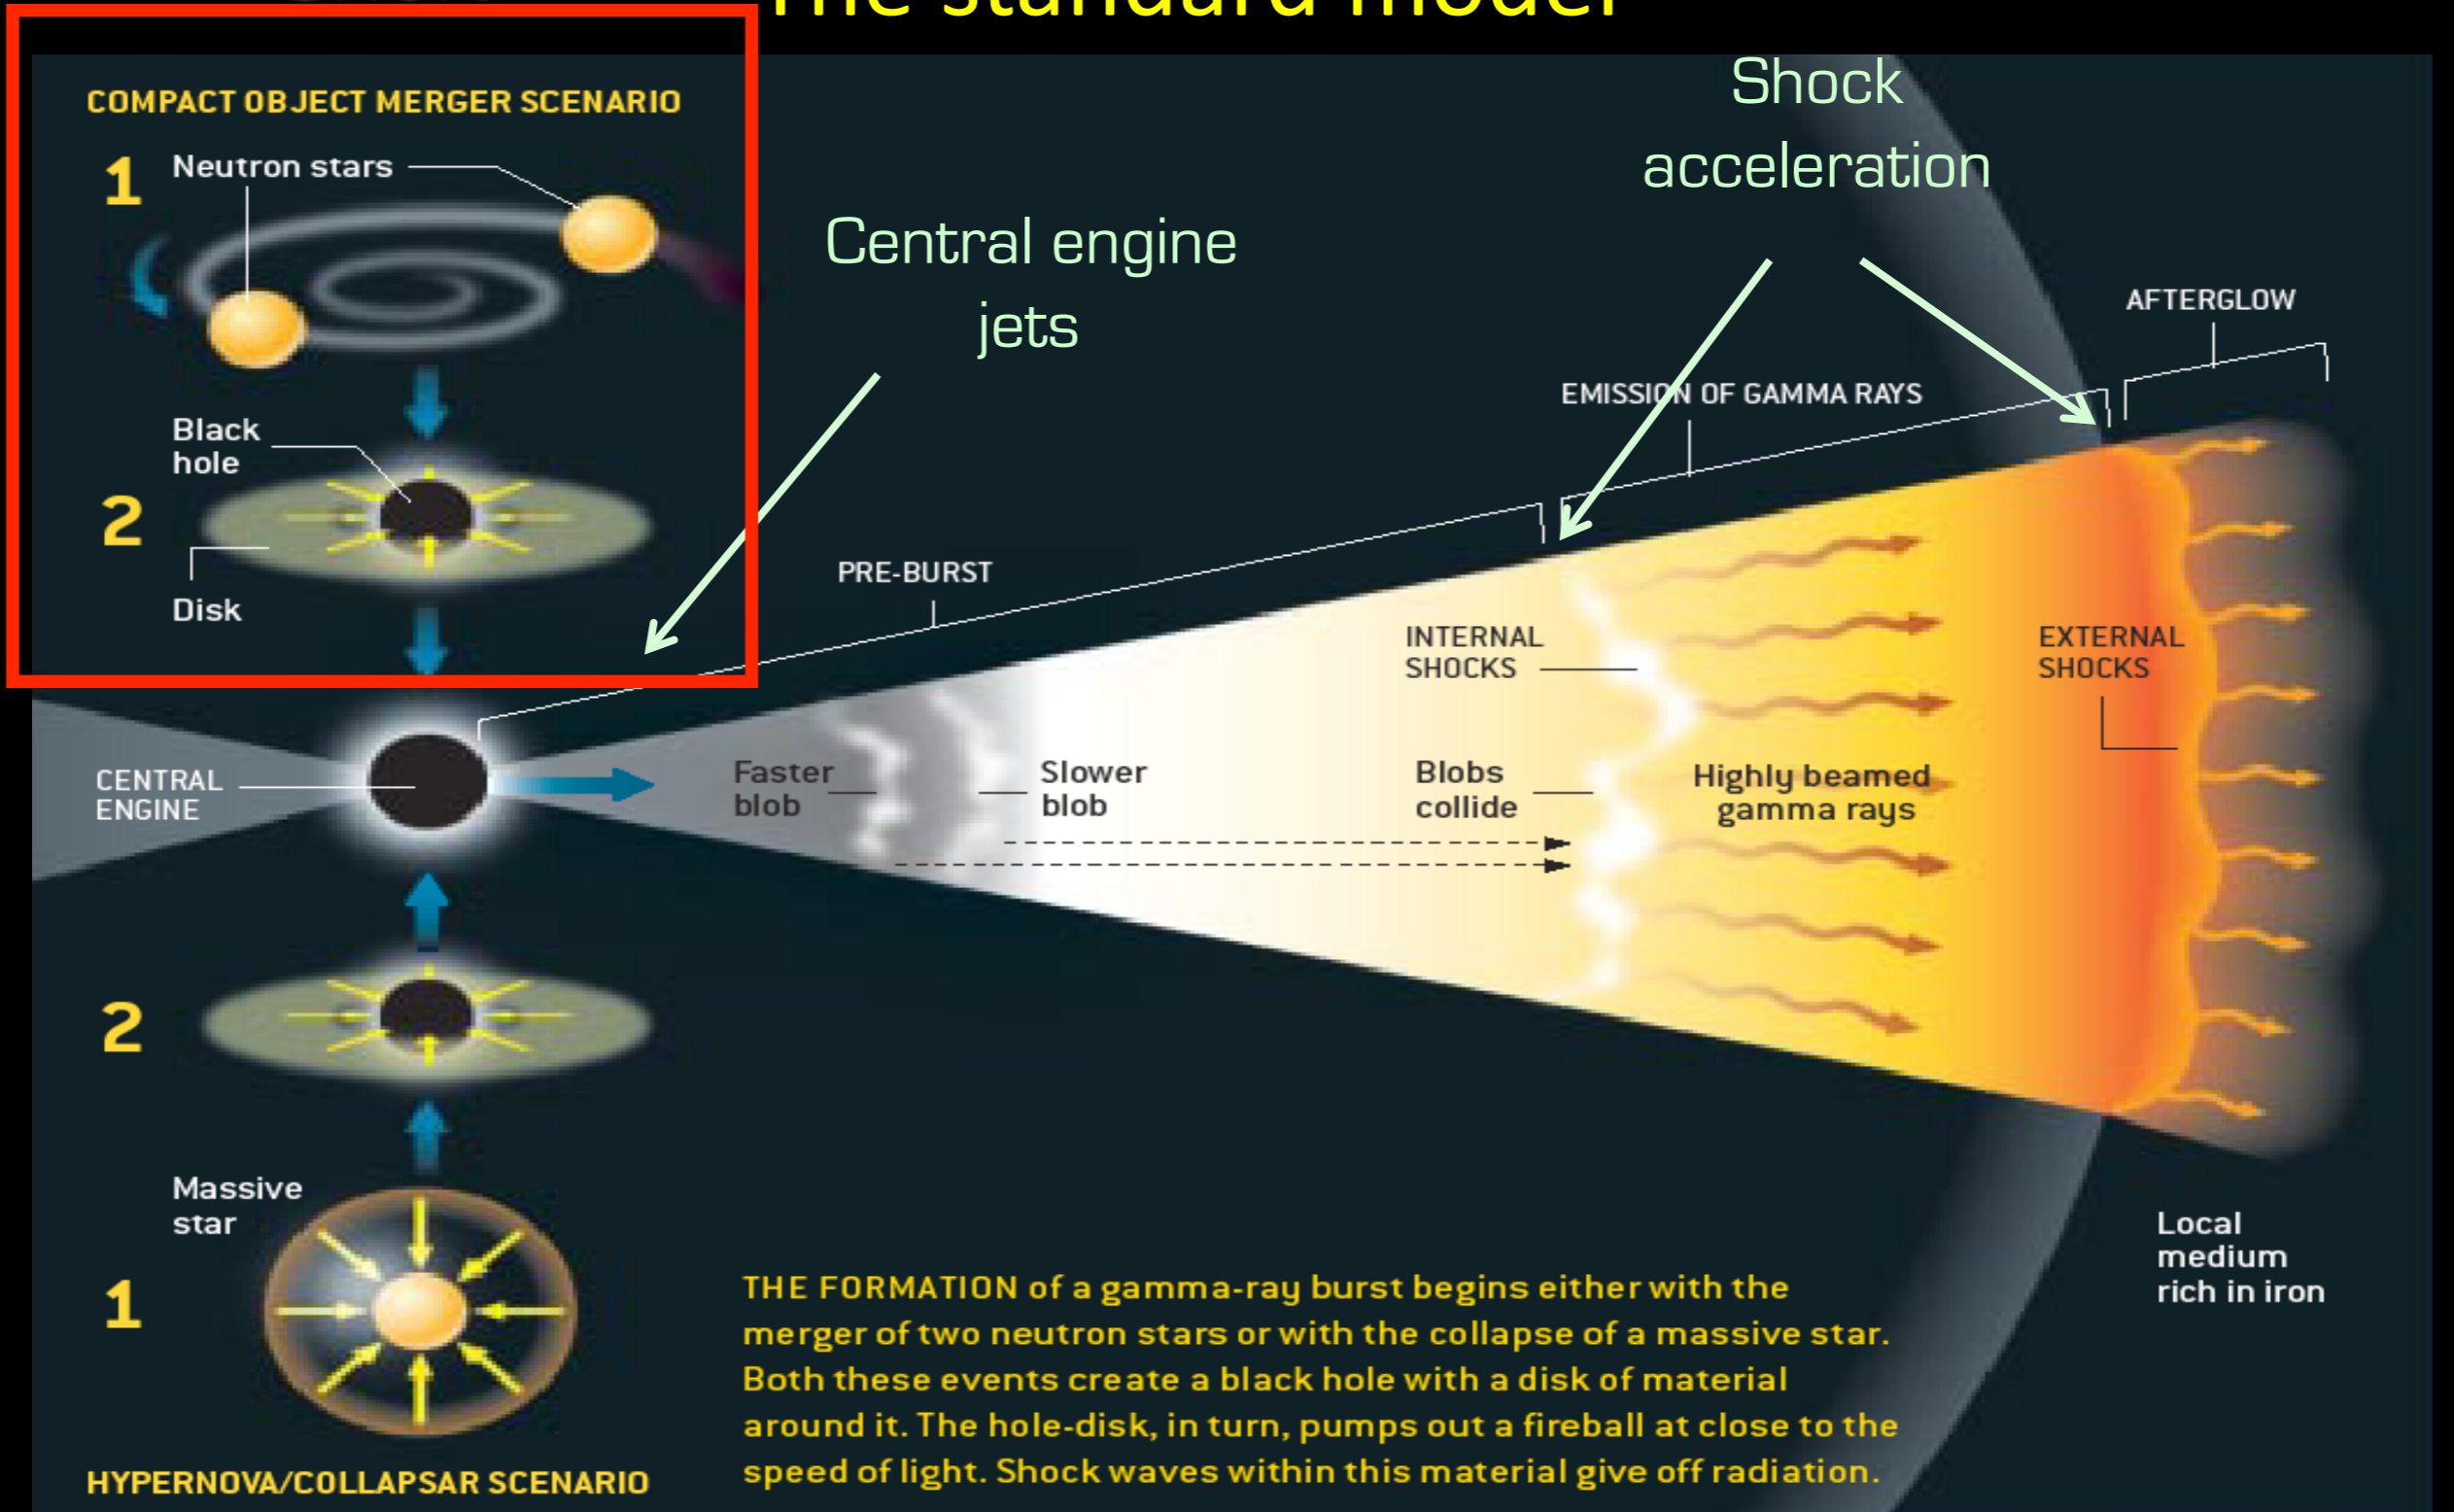 The standard model
COMPACT OBJECT MERGER SCENARIO
1
Neutron stars
Black
hole
2
Disk
Central engine
jets
Shock
acceleration
AFTERGLOW
EMISSION OF GAMMA RAYS
PRE-BURST
INTERNAL
SHOCKS
EXTERNAL
SHOCKS
CENTRAL
ENGINE
Faster
blob
Slower
blob
Blobs
collide
Highly beamed
gamma rays
2
Massive
star
1
HYPERNOVA/COLLAPSAR SCENARIO
THE FORMATION of a gamma-ray burst begins either with the
merger of two neutron stars or with the collapse of a massive star.
Both these events create a black hole with a disk of material
around it. The hole-disk, in turn, pumps out a fireball at close to the
speed of light. Shock waves within this material give off radiation.
Local
medium
rich in iron